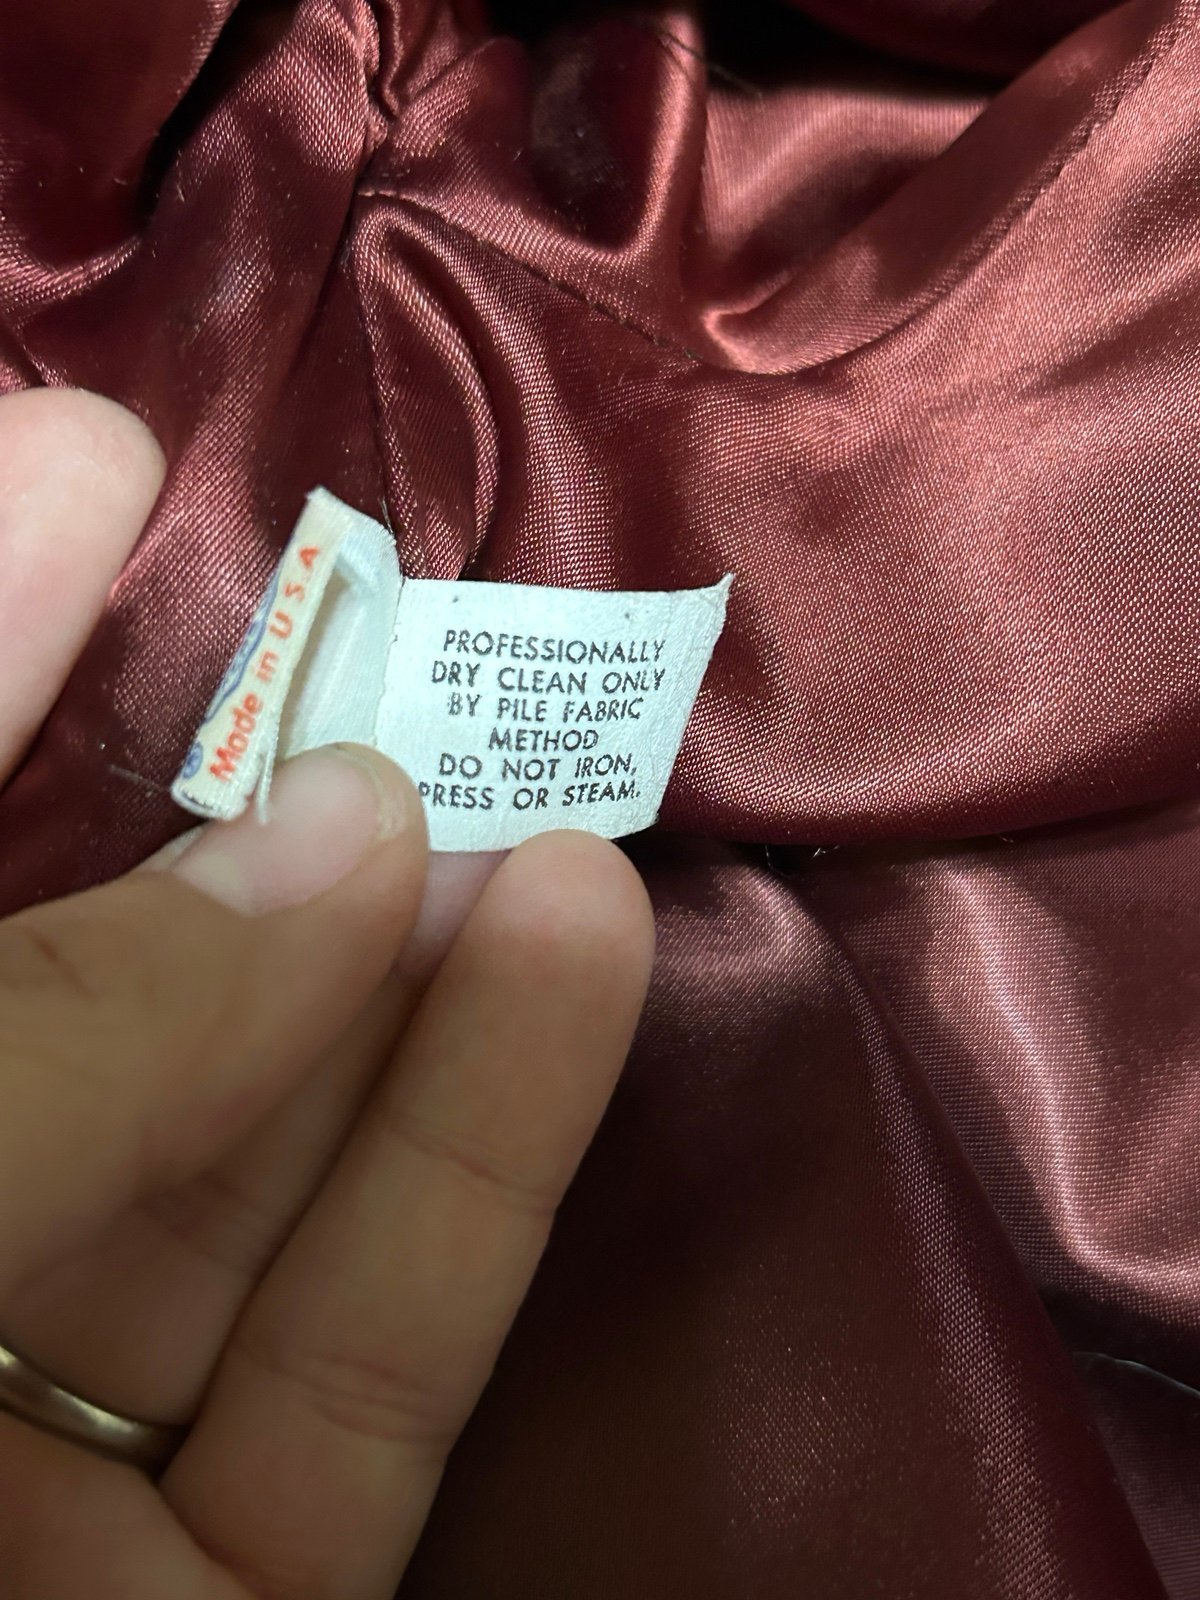 Made in U.S.A
®
PROFESSIONALLY
DRY CLEAN ONLY
BY PILE FABRIC
METHOD
DO NOT IRON,
PRESS OR STEAM.